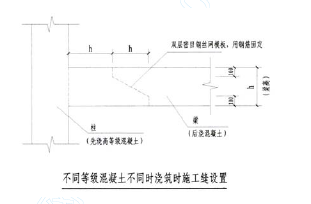 双层密目钢丝网模板,用钢筋固定
h
h
100
h
(梁高)
100
柱
(先浇高等级混凝土)
梁
(后浇混凝土)
不同等级混凝土不同时浇筑时施工缝设置